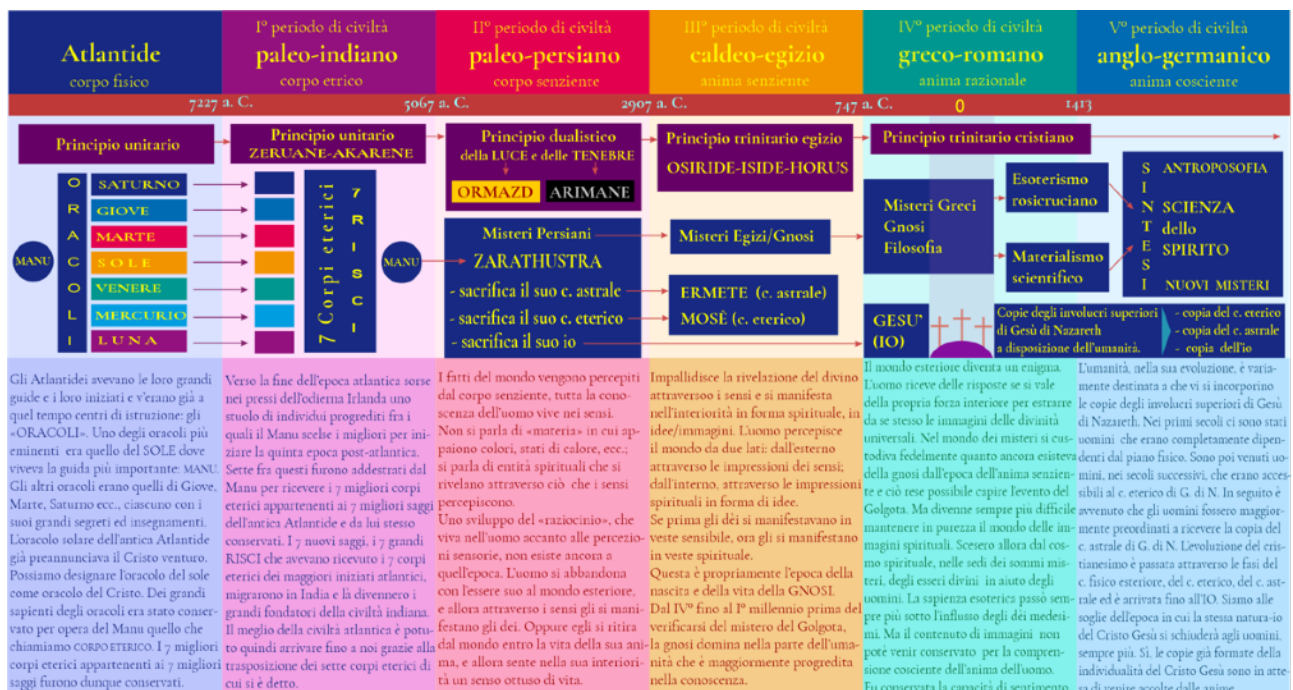 Atlantide
corpo fisico
Iº periodo di civiltà
paleo-indiano
corpo etrico
IIº periodo di civiltà
paleo-persiano
corpo senziente
IIIº periodo di civiltà
caldeo-egizio
anima senziente
IVº periodo di civiltà
greco-romano
anima razionale
Vº periodo di civiltà
anglo-germanico
anima cosciente
7227 a. C.
5067 a. C.
2907 a. C.
747 a. C.
0
1413
Principio unitario
Principio unitario
ZERUANE-AKARENE
Principio dualistico
della LUCE e delle TENEBRE
ORMAZD
ARIMANE
Principio trinitario egizio
OSIRIDE-ISIDE-HORUS
Principio trinitario cristiano
MANU
ORACOLI
SATURNO
GIOVE
MARTE
SOLE
VENERE
MERCURIO
LUNA
7 Corpi eterici
7 RISCI
MANU
Misteri Persiani
ZARATHUSTRA
- sacrifica il suo c. astrale
- sacrifica il suo c. eterico
- sacrifica il suo io
Misteri Egizi/Gnosi
ERMETE (c. astrale)
MOSÈ (c. eterico)
Misteri Greci
Gnosi
Filosofia
Esoterismo
rosicruciano
Materialismo
scientifico
SINTESI
ANTROPOSOFIA
SCIENZA
dello
SPIRITO
NUOVI MISTERI
GESU'
(IO)
Copie degli involucri superiori
di Gesù di Nazareth
a disposizione dell'umanità.
- copia del c. eterico
- copia del c. astrale
- copia dell'io
Gli Atlantidei avevano le loro grandi
guide e i loro iniziati e v'erano già a
quel tempo centri di istruzione: gli
«ORACOLI». Uno degli oracoli più
eminenti era quello del SOLE dove
viveva la guida più importante: MANU.
Gli altri oracoli erano quelli di Giove,
Marte, Saturno ecc., ciascuno con i
suoi grandi segreti ed insegnamenti.
L'oracolo solare dell'antica Atlantide
già preannunciava il Cristo venturo.
Possiamo designare l'oracolo del sole
come oracolo del Cristo. Dei grandi
sapienti degli oracoli era stato conser-
vato per opera del Manu quello che
chiamiamo CORPO ETERICO. I 7 migliori
corpi eterici appartenenti ai 7 migliori
saggi furono dunque conservati.
Verso la fine dell'epoca atlantica sorse
nei pressi dell'odierna Irlanda uno
stuolo di individui progrediti fra i
quali il Manu scelse i migliori per ini-
ziare la quinta epoca post-atlantica.
Sette fra questi furono addestrati dal
Manu per ricevere i 7 migliori corpi
eterici appartenenti ai 7 migliori saggi
dell'antica Atlantide e da lui stesso
conservati. I 7 nuovi saggi, i 7 grandi
RISCI che avevano ricevuto i 7 corpi
eterici dei maggiori iniziati atlantici,
migrarono in India e là divennero i
grandi fondatori della civiltà indiana.
Il meglio della civiltà atlantica è potu-
to quindi arrivare fino a noi grazie alla
trasposizione dei sette corpi eterici di
cui si è detto.
I fatti del mondo vengono percepiti
dal corpo senziente, tutta la cono-
scenza dell'uomo vive nei sensi.
Non si parla di «materia» in cui ap-
paiono colori, stati di calore, ecc.;
si parla di entità spirituali che si
rivelano attraverso ciò che i sensi
percepiscono.
Uno sviluppo del «raziocinio», che
viva nell'uomo accanto alle percezio-
ni sensorie, non esiste ancora a
quell'epoca. L'uomo si abbandona
con l'essere suo al mondo esteriore,
e allora attraverso i sensi gli si mani-
festano gli dei. Oppure egli si ritira
dal mondo entro la vita della sua ani-
ma, e allora sente nella sua interiori-
tà un senso ottuso di vita.
Impallidisce la rivelazione del divino
attraversoo i sensi e si manifesta
nell'interiorità in forma spirituale, in
idee/immagini. L'uomo percepisce
il mondo da due lati: dall'esterno
attraverso le impressioni dei sensi;
dall'interno, attraverso le impressioni
spirituali in forma di idee.
Se prima gli dèi si manifestavano in
veste sensibile, ora gli si manifestano
in veste spirituale.
Questa è propriamente l'epoca della
nascita e della vita della GNOSI.
Dal IVº fino al Iº millennio prima del
verificarsi del mistero del Golgota,
la gnosi domina nella parte dell'uma-
nità che è maggiormente progredita
nella conoscenza.
Il mondo esteriore diventa un enigma.
L'uomo riceve delle risposte se si vale
della propria forza interiore per estrarre
da se stesso le immagini delle divinità
universali. Nel mondo dei misteri si cus-
todiva fedelmente quanto ancora esisteva
della gnosi dall'epoca dell'anima senzien-
te e ciò rese possibile capire l'evento del
Golgota. Ma divenne sempre più difficile
mantenere in purezza il mondo delle im-
magini spirituali. Scesero allora dal cos-
mo spirituale, nelle sedi dei sommi mis-
teri, degli esseri divini in aiuto degli
uomini. La sapienza esoterica passò sem-
pre più sotto l'influsso degli dèi medesi-
mi. Ma il contenuto di immagini non
potè venir conservato per la compren-
sione cosciente dell'anima dell'uomo.
Fu conservata la capacità di sentimento
L'umanità, nella sua evoluzione, è varia-
mente destinata a che vi si incorporino
le copie degli involucri superiori di Gesù
di Nazareth. Nei primi secoli ci sono stati
uomini che erano completamente dipen-
denti dal piano fisico. Sono poi venuti uo-
mini, nei secoli successivi, che erano acces-
sibili al c. eterico di G. di N. In seguito è
avvenuto che gli uomini fossero maggior-
mente preordinati a ricevere la copia del
c. astrale di G. di N. L'evoluzione del cris-
tianesimo è passata attraverso le fasi del
c. fisico esteriore, del c. eterico, del c. ast-
rale ed è arrivata fino all'IO. Siamo alle
soglie dell'epoca in cui la stessa natura-io
del Cristo Gesù si schiuderà agli uomini,
sempre più. Sì, le copie già formate della
individualità del Cristo Gesù sono in atte-
sa di venire accolte dalle anime